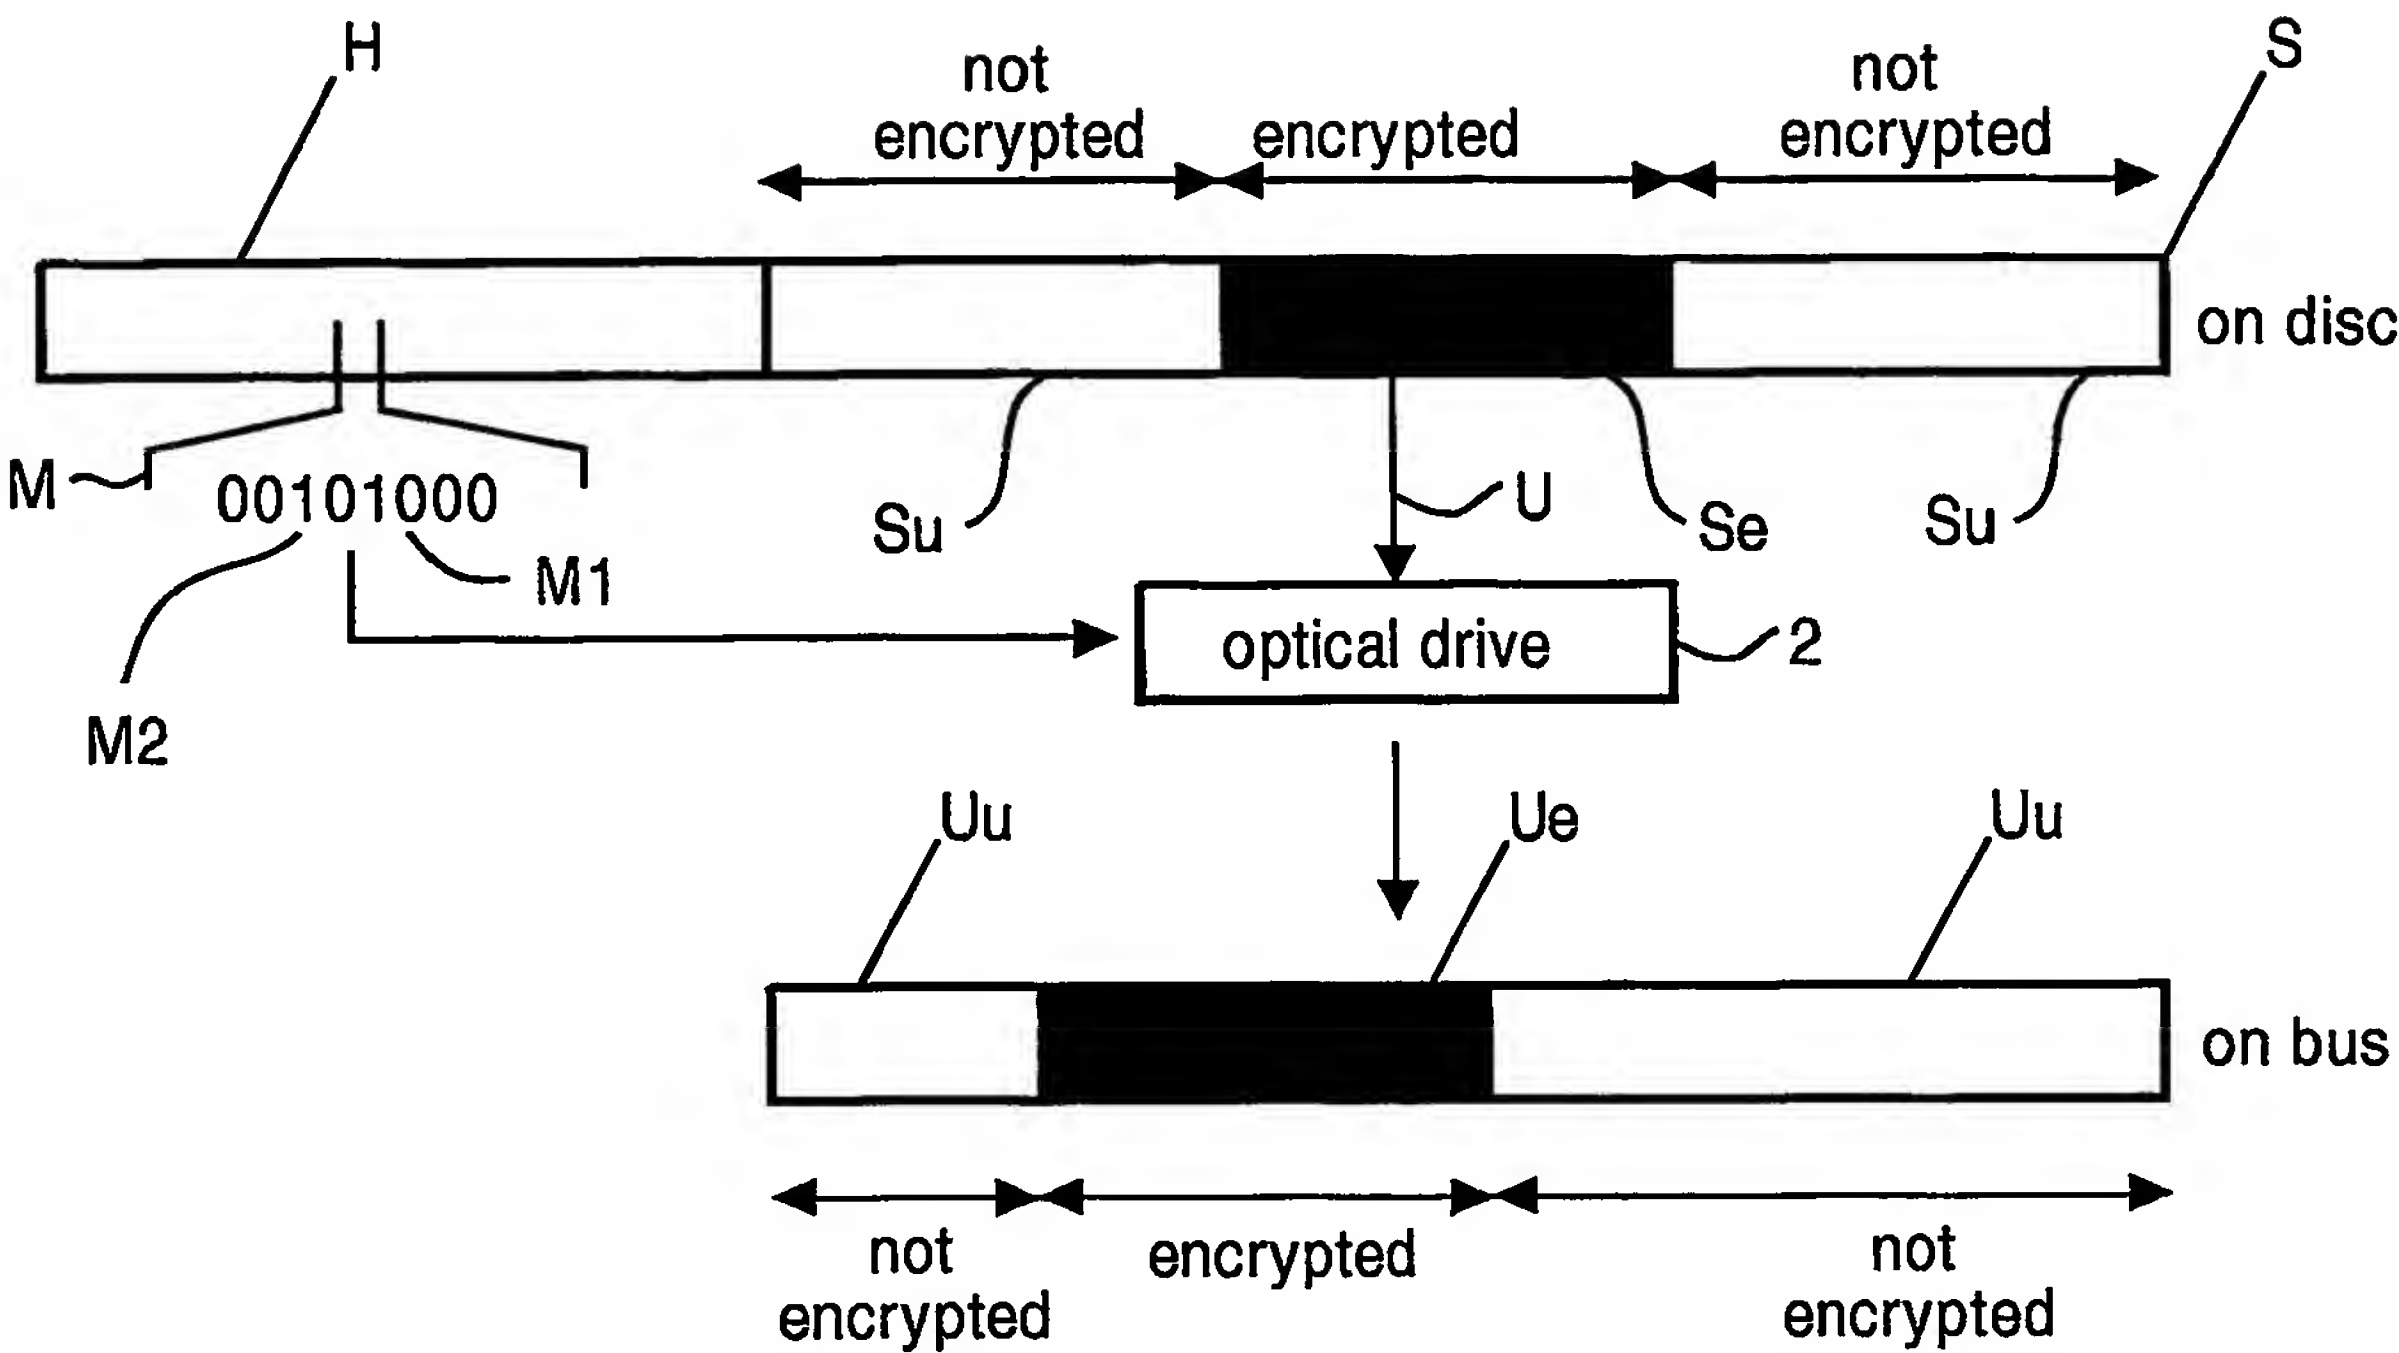 H
S
not
encrypted
encrypted
not
encrypted
on disc
M
00101000
M1
M2
Su
U
Se
Su
optical drive
2
Uu
Ue
Uu
on bus
not
encrypted
encrypted
not
encrypted